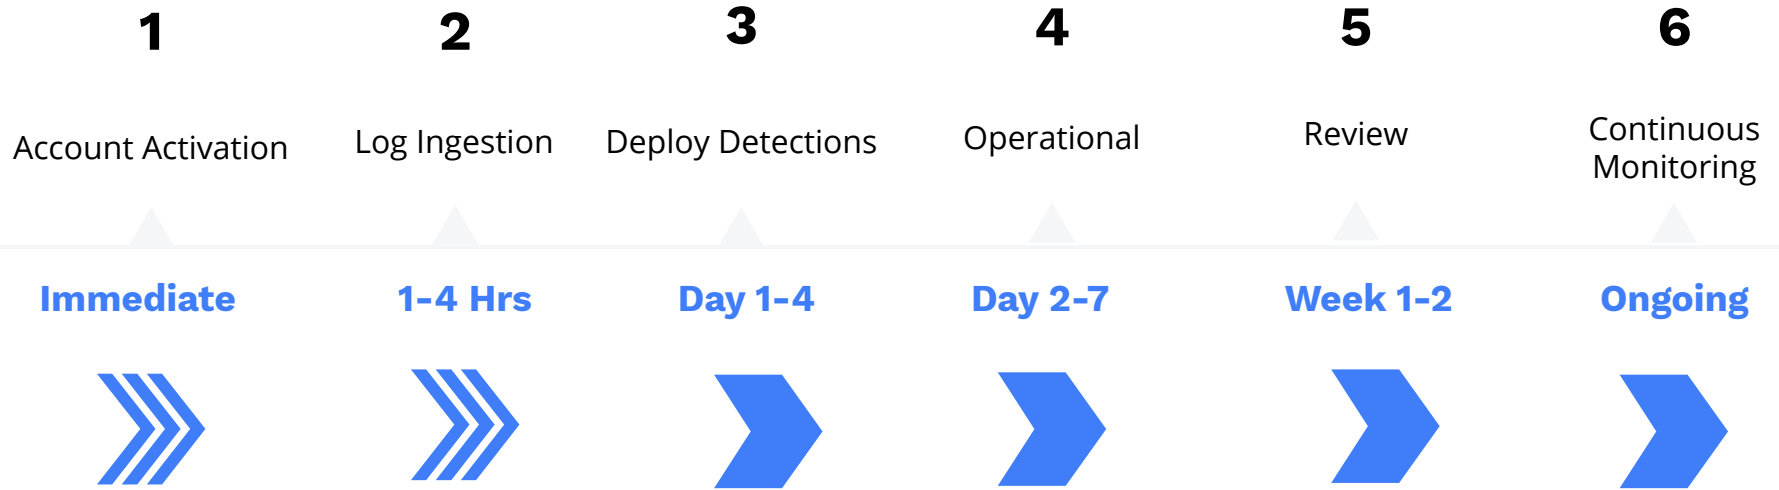 1
2
3
4
5
6
Account Activation
Log Ingestion
Deploy Detections
Operational
Review
Continuous
Monitoring
Immediate
1-4 Hrs
Day 1-4
Day 2-7
Week 1-2
Ongoing